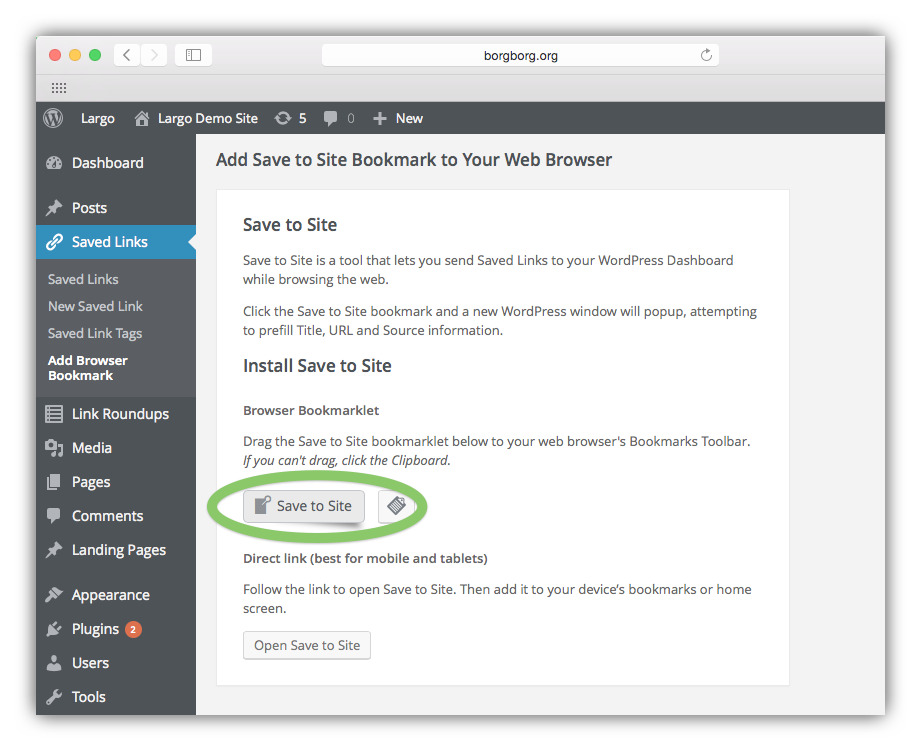 borgborg.org
Largo Largo Demo Site 5 0 New
Dashboard
Posts
Saved Links
Saved Links
New Saved Link
Saved Link Tags
Add Browser
Bookmark
Link Roundups
Media
Pages
Comments
Landing Pages
Appearance
Plugins 2
Users
Tools
Add Save to Site Bookmark to Your Web Browser
Save to Site
Save to Site is a tool that lets you send Saved Links to your WordPress Dashboard
while browsing the web.
Click the Save to Site bookmark and a new WordPress window will popup, attempting
to prefill Title, URL and Source information.
Install Save to Site
Browser Bookmarklet
Drag the Save to Site bookmarklet below to your web browser's Bookmarks Toolbar.
If you can't drag, click the Clipboard.
Save to Site
Direct link (best for mobile and tablets)
Follow the link to open Save to Site. Then add it to your device’s bookmarks or home
screen.
Open Save to Site